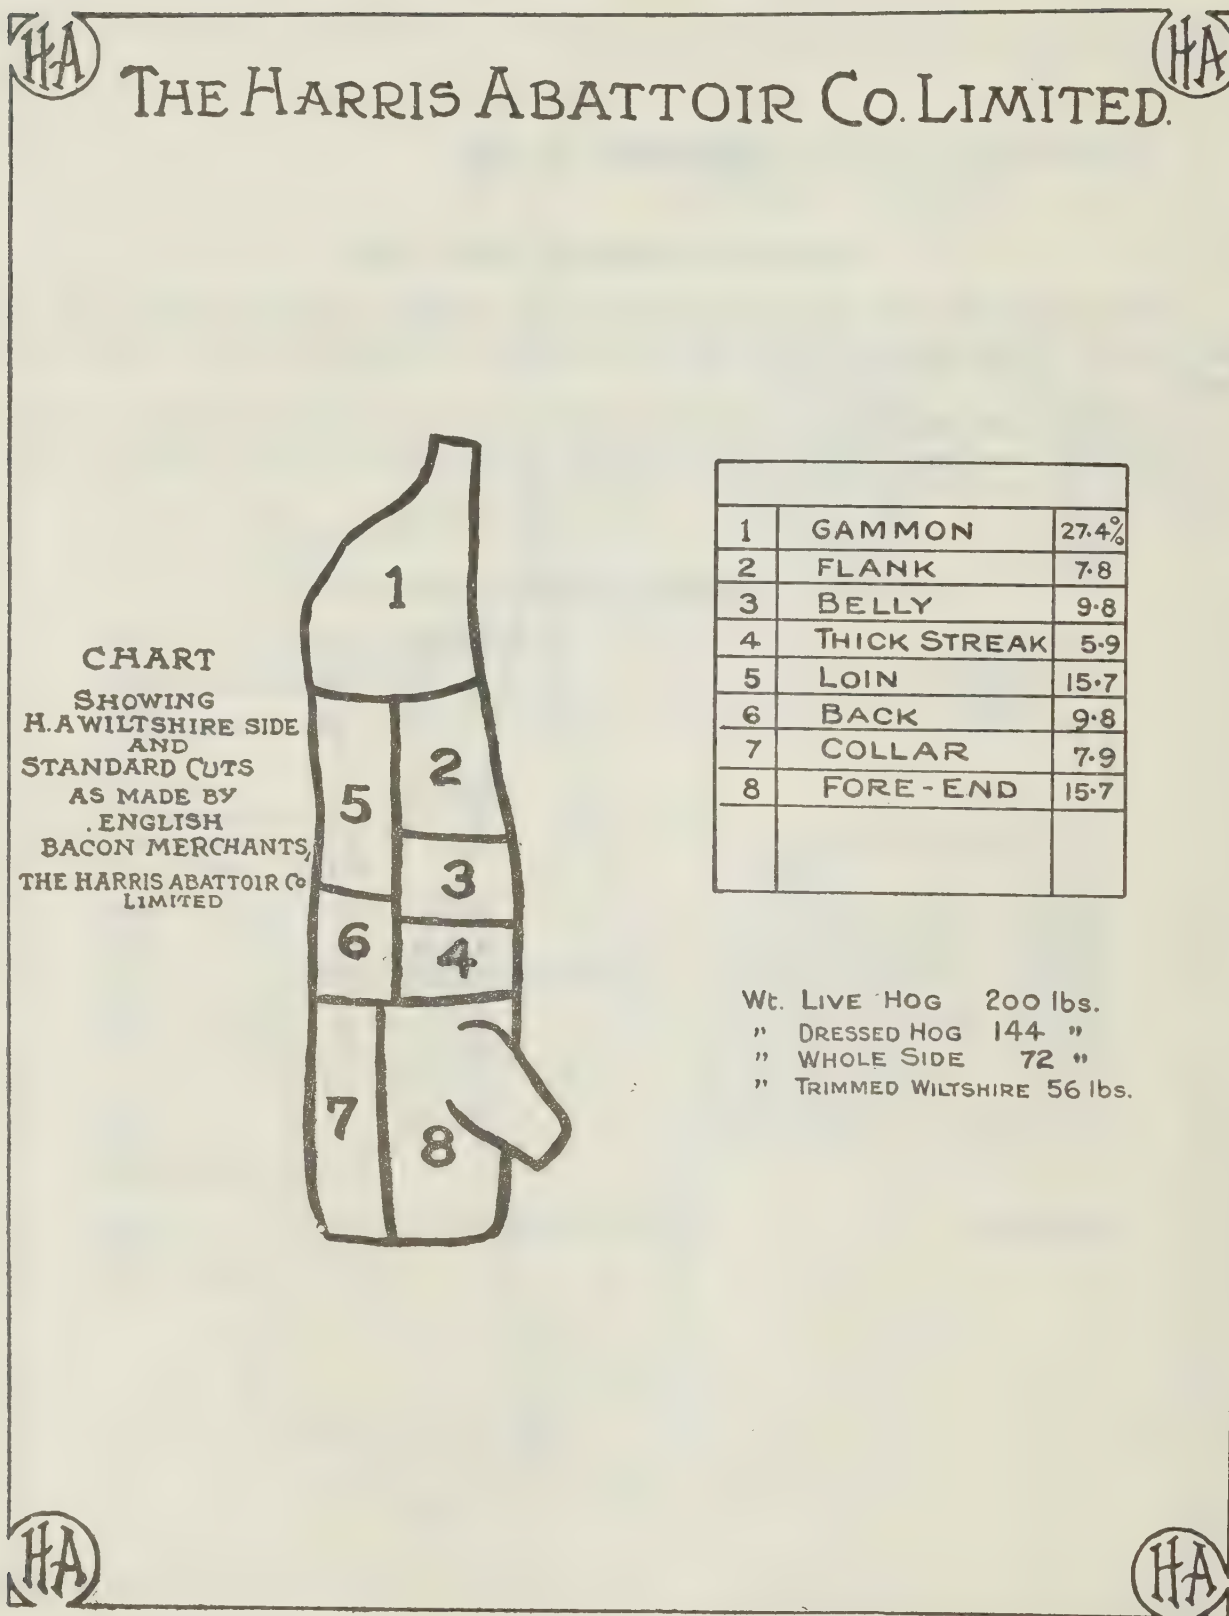 HA
HA
THE HARRIS ABATTOIR CO. LIMITED.
CHART
SHOWING
H.A WILTSHIRE SIDE
AND
STANDARD CUTS
AS MADE BY
.ENGLISH
BACON MERCHANTS,
THE HARRIS ABATTOIR Co
LIMITED
1
2
5
3
6
4
7
8
1 GAMMON 27.4%
2 FLANK 7.8
3 BELLY 9.8
4 THICK STREAK 5.9
5 LOIN 15.7
6 BACK 9.8
7 COLLAR 7.9
8 FORE-END 15.7
Wt. LIVE HOG 200 lbs.
" DRESSED HOG 144 "
" WHOLE SIDE 72 "
" TRIMMED WILTSHIRE 56 lbs.
HA
HA